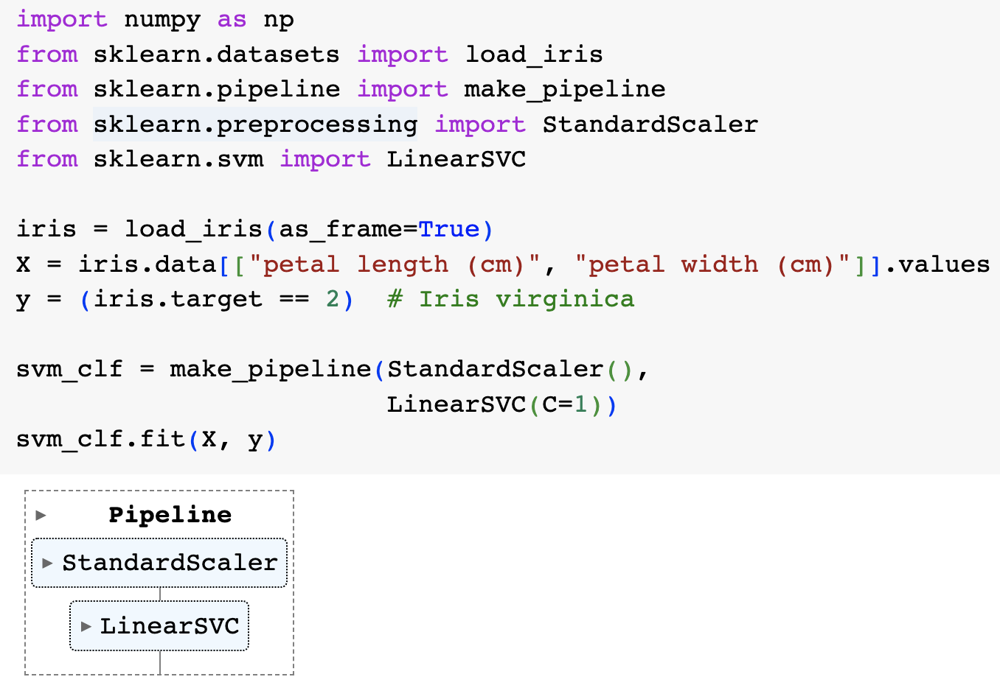 import numpy as np
from sklearn.datasets import load_iris
from sklearn.pipeline import make_pipeline
from sklearn.preprocessing import StandardScaler
from sklearn.svm import LinearSVC
iris = load_iris(as_frame=True)
X = iris.data[["petal length (cm)", "petal width (cm)"]].values
y = (iris.target == 2)  # Iris virginica
svm_clf = make_pipeline(StandardScaler(),
                        LinearSVC(C=1))
svm_clf.fit(X, y)
Pipeline
StandardScaler
LinearSVC